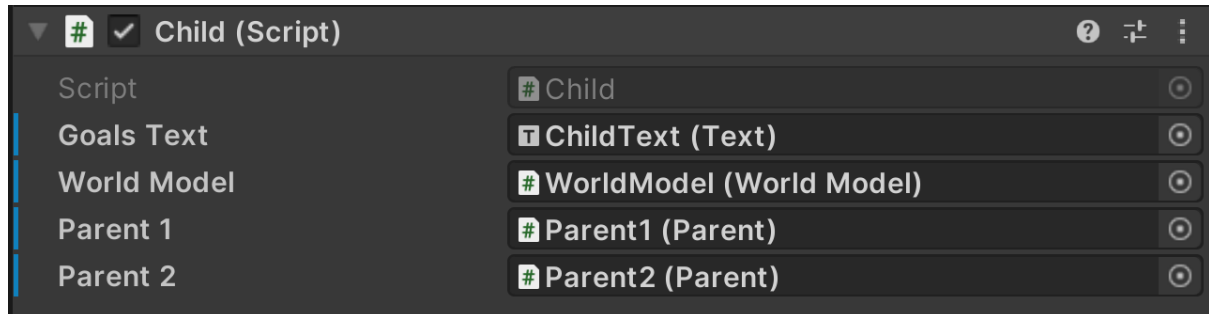 Child (Script)
Script Child
Goals Text ChildText (Text)
World Model WorldModel (World Model)
Parent 1 Parent1 (Parent)
Parent 2 Parent2 (Parent)